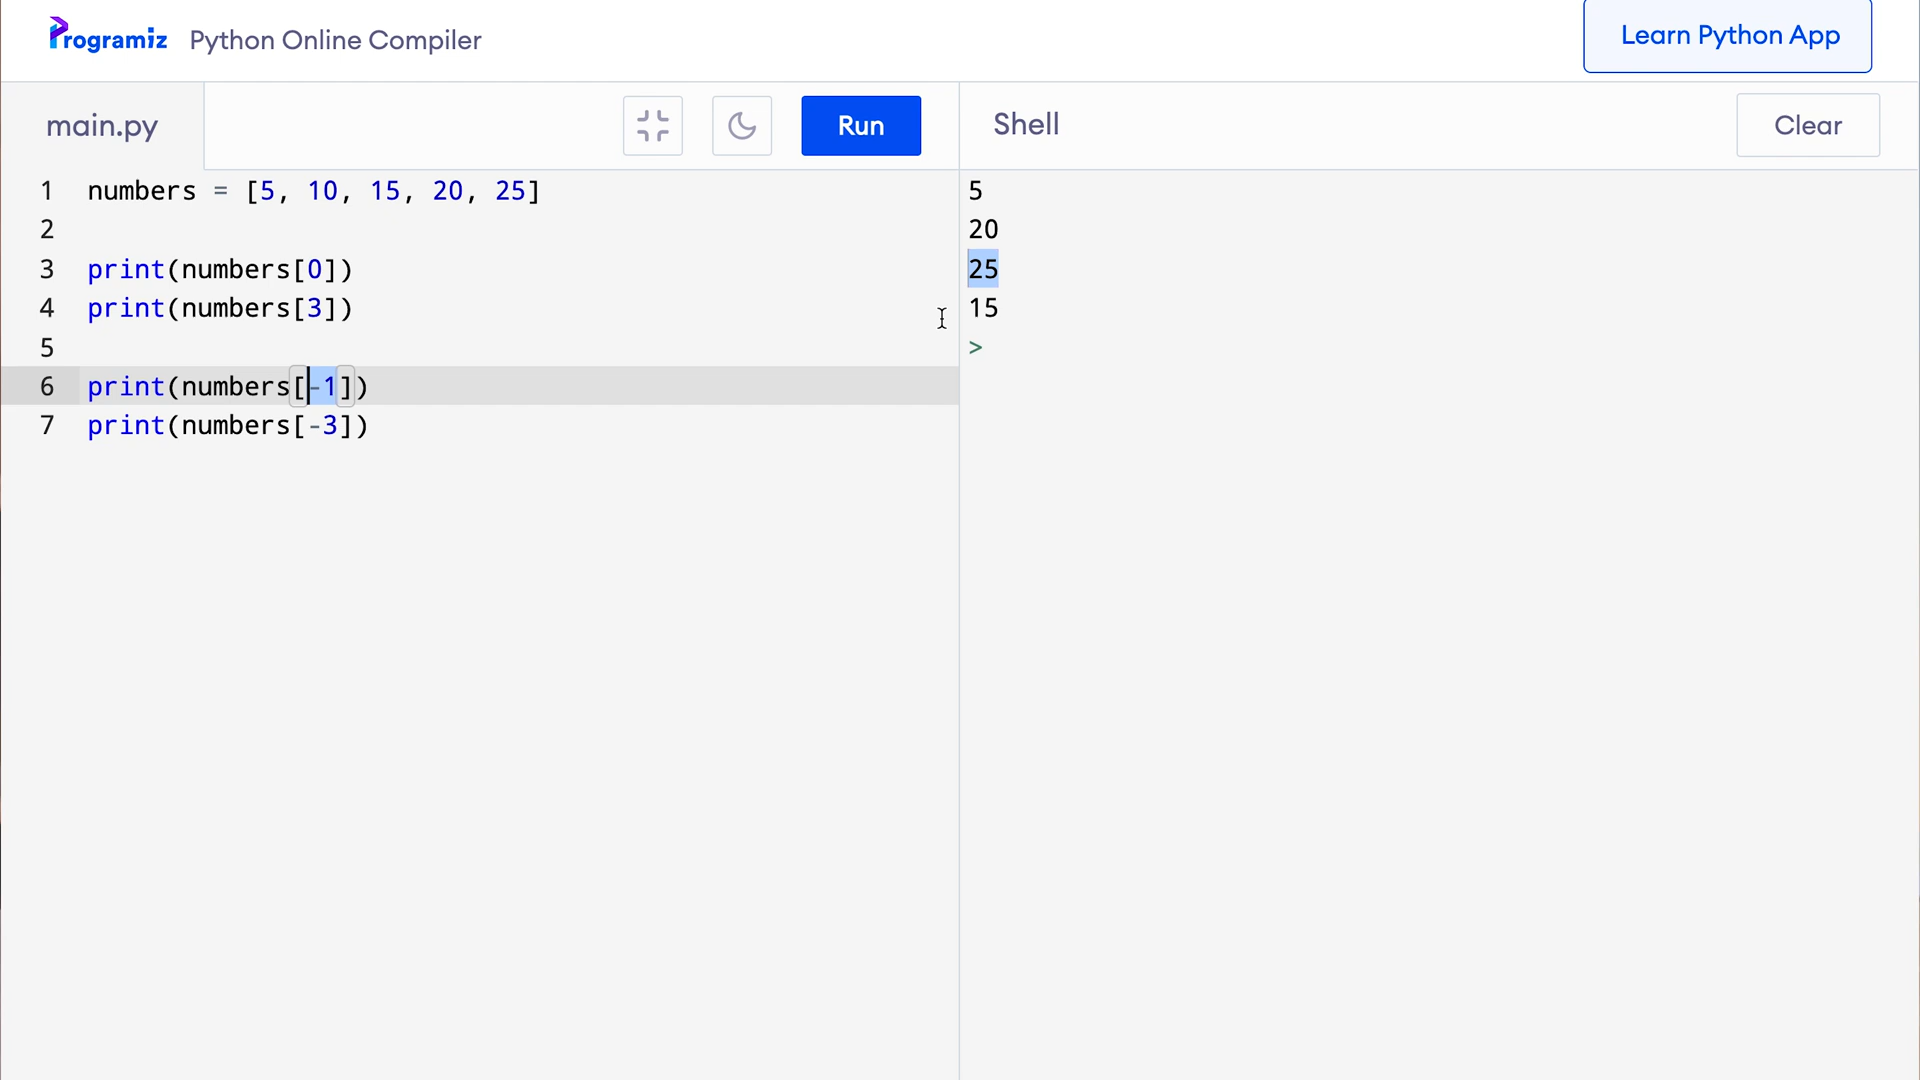 Programiz Python Online Compiler
Learn Python App
main.py
Run
Shell
Clear
1 numbers = [5, 10, 15, 20, 25]
2
3 print(numbers[0])
4 print(numbers[3])
5
6 print(numbers[-1])
7 print(numbers[-3])
5
20
25
15
>